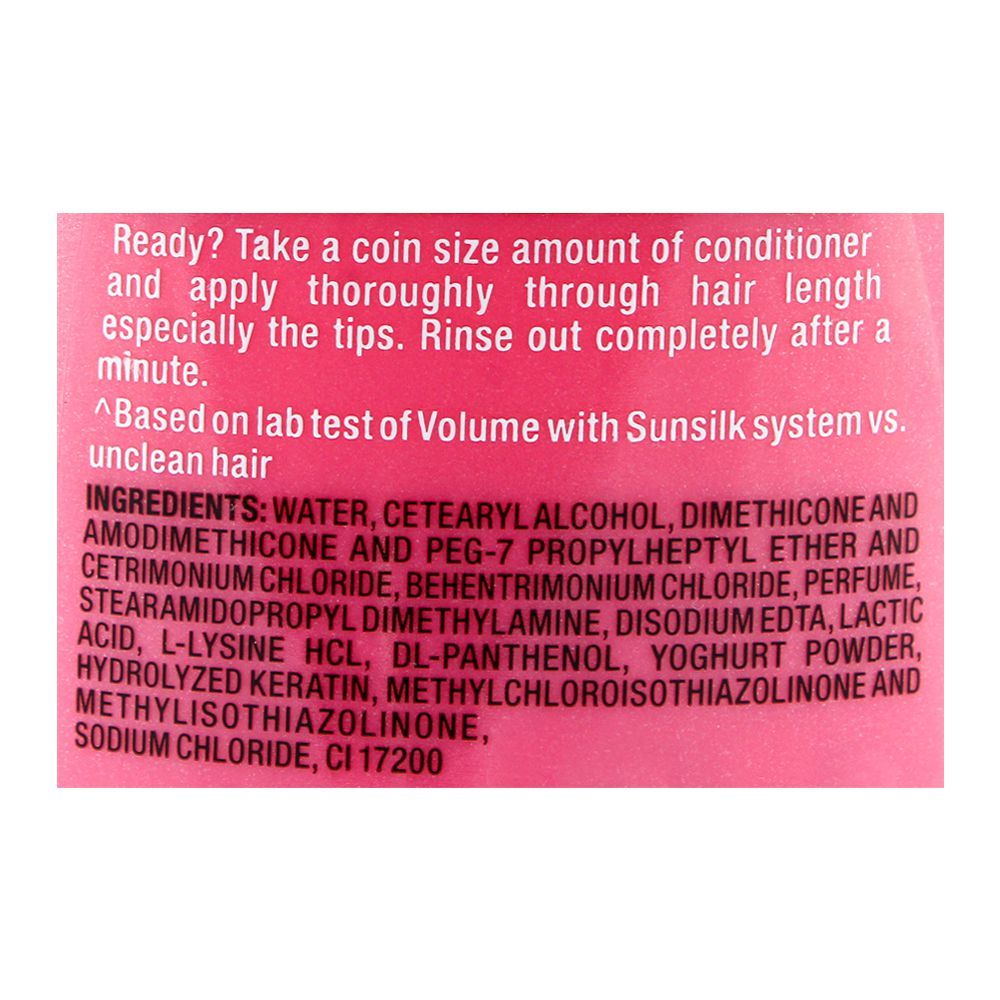 Ready? Take a coin size amount of conditioner
and apply thoroughly through hair length
especially the tips. Rinse out completely after a
minute.
^Based on lab test of Volume with Sunsilk system vs.
unclean hair
INGREDIENTS: WATER, CETEARYL ALCOHOL, DIMETHICONE AND
AMODIMETHICONE AND PEG-7 PROPYLHEPTYL ETHER AND
CETRIMONIUM CHLORIDE, BEHENTRIMONIUM CHLORIDE, PERFUME,
STEARAMIDOPROPYL DIMETHYLAMINE, DISODIUM EDTA, LACTIC
ACID, L-LYSINE HCL, DL-PANTHENOL, YOGHURT POWDER,
HYDROLYZED KERATIN, METHYLCHLOROISOTHIAZOLINONE AND
METHYLISOTHIAZOLINONE,
SODIUM CHLORIDE, CI 17200